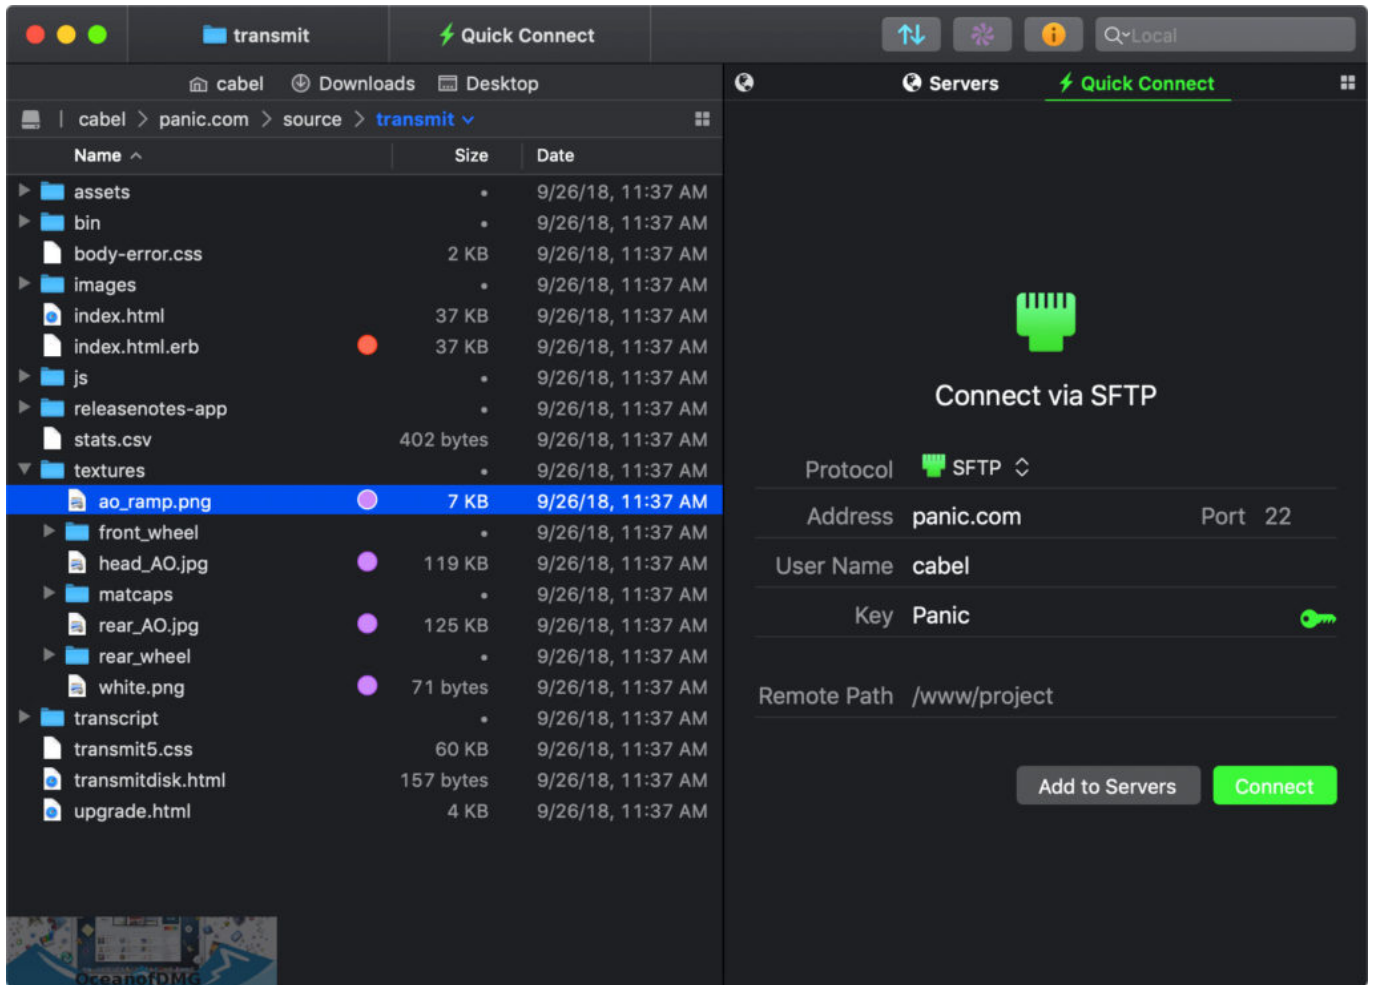 transmit Quick Connect Local
cabel Downloads Desktop Servers Quick Connect
| cabel > panic.com > source > transmit
Name Size Date
assets • 9/26/18, 11:37 AM
bin • 9/26/18, 11:37 AM
body-error.css 2 KB 9/26/18, 11:37 AM
images • 9/26/18, 11:37 AM
index.html 37 KB 9/26/18, 11:37 AM
index.html.erb 37 KB 9/26/18, 11:37 AM
js • 9/26/18, 11:37 AM
releasenotes-app • 9/26/18, 11:37 AM
stats.csv 402 bytes 9/26/18, 11:37 AM
textures • 9/26/18, 11:37 AM
ao_ramp.png 7 KB 9/26/18, 11:37 AM
front_wheel • 9/26/18, 11:37 AM
head_AO.jpg 119 KB 9/26/18, 11:37 AM
matcaps • 9/26/18, 11:37 AM
rear_AO.jpg 125 KB 9/26/18, 11:37 AM
rear_wheel • 9/26/18, 11:37 AM
white.png 71 bytes 9/26/18, 11:37 AM
transcript • 9/26/18, 11:37 AM
transmit5.css 60 KB 9/26/18, 11:37 AM
transmitdisk.html 157 bytes 9/26/18, 11:37 AM
upgrade.html 4 KB 9/26/18, 11:37 AM
Connect via SFTP
Protocol SFTP
Address panic.com Port 22
User Name cabel
Key Panic
Remote Path /www/project
Add to Servers Connect
OceanofDMG